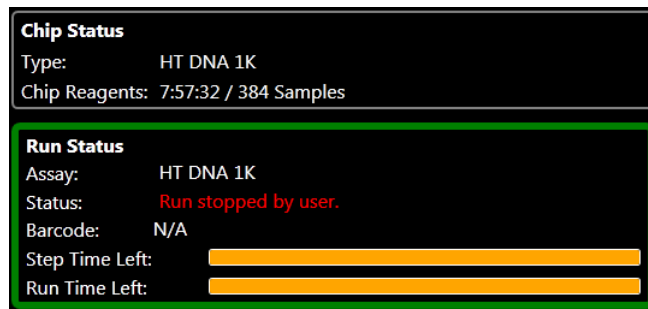 Chip Status
Type: HT DNA 1K
Chip Reagents: 7:57:32 / 384 Samples
Run Status
Assay: HT DNA 1K
Status: Run stopped by user.
Barcode: N/A
Step Time Left:
Run Time Left: